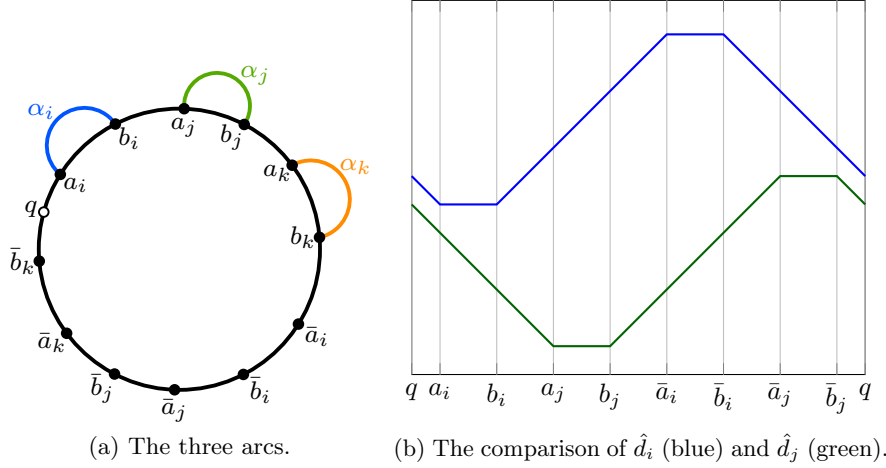 α_i
b_i
a_j
α_j
b_j
a_k
α_k
a_i
q
b_k
b̄_k
ā_i
ā_k
b̄_j
ā_j
b̄_i
(a) The three arcs.
q a_i b_i a_j b_j ā_i b̄_i ā_j b̄_j q
(b) The comparison of d̂_i (blue) and d̂_j (green).